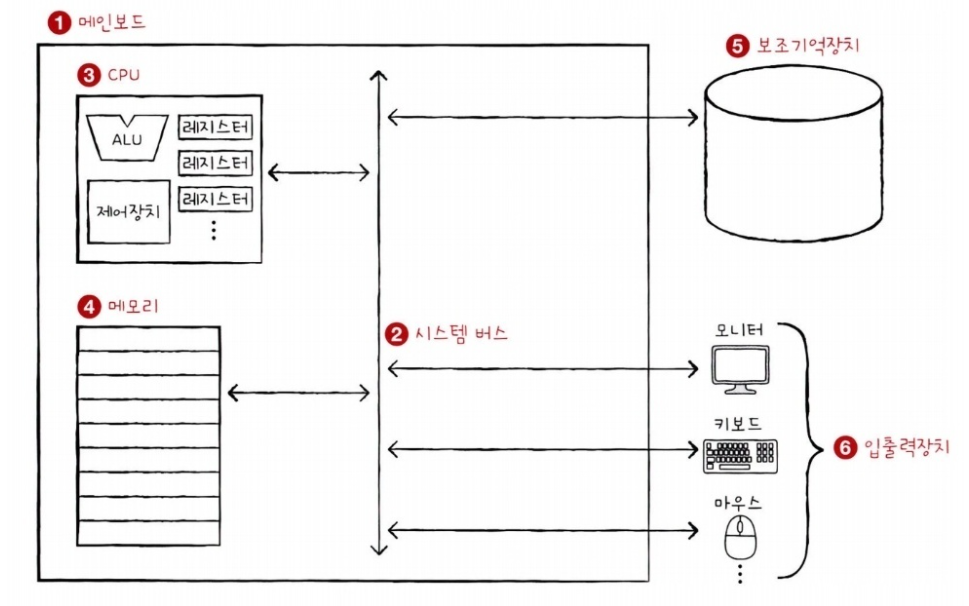 1 메인보드
3 CPU
ALU
레지스터
레지스터
레지스터
제어장치
4 메모리
2 시스템 버스
5 보조기억장치
모니터
키보드
마우스
6 입출력장치